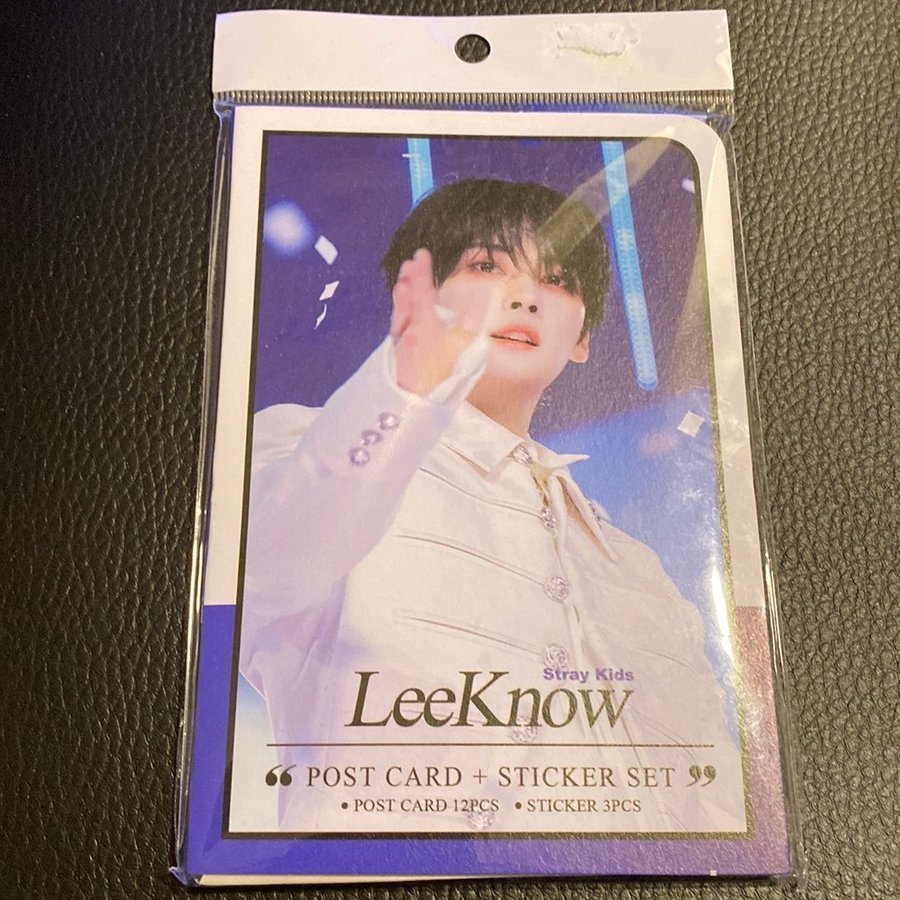 Stray Kids
LeeKnow
“ POST CARD + STICKER SET ”
• POST CARD 12PCS • STICKER 3PCS